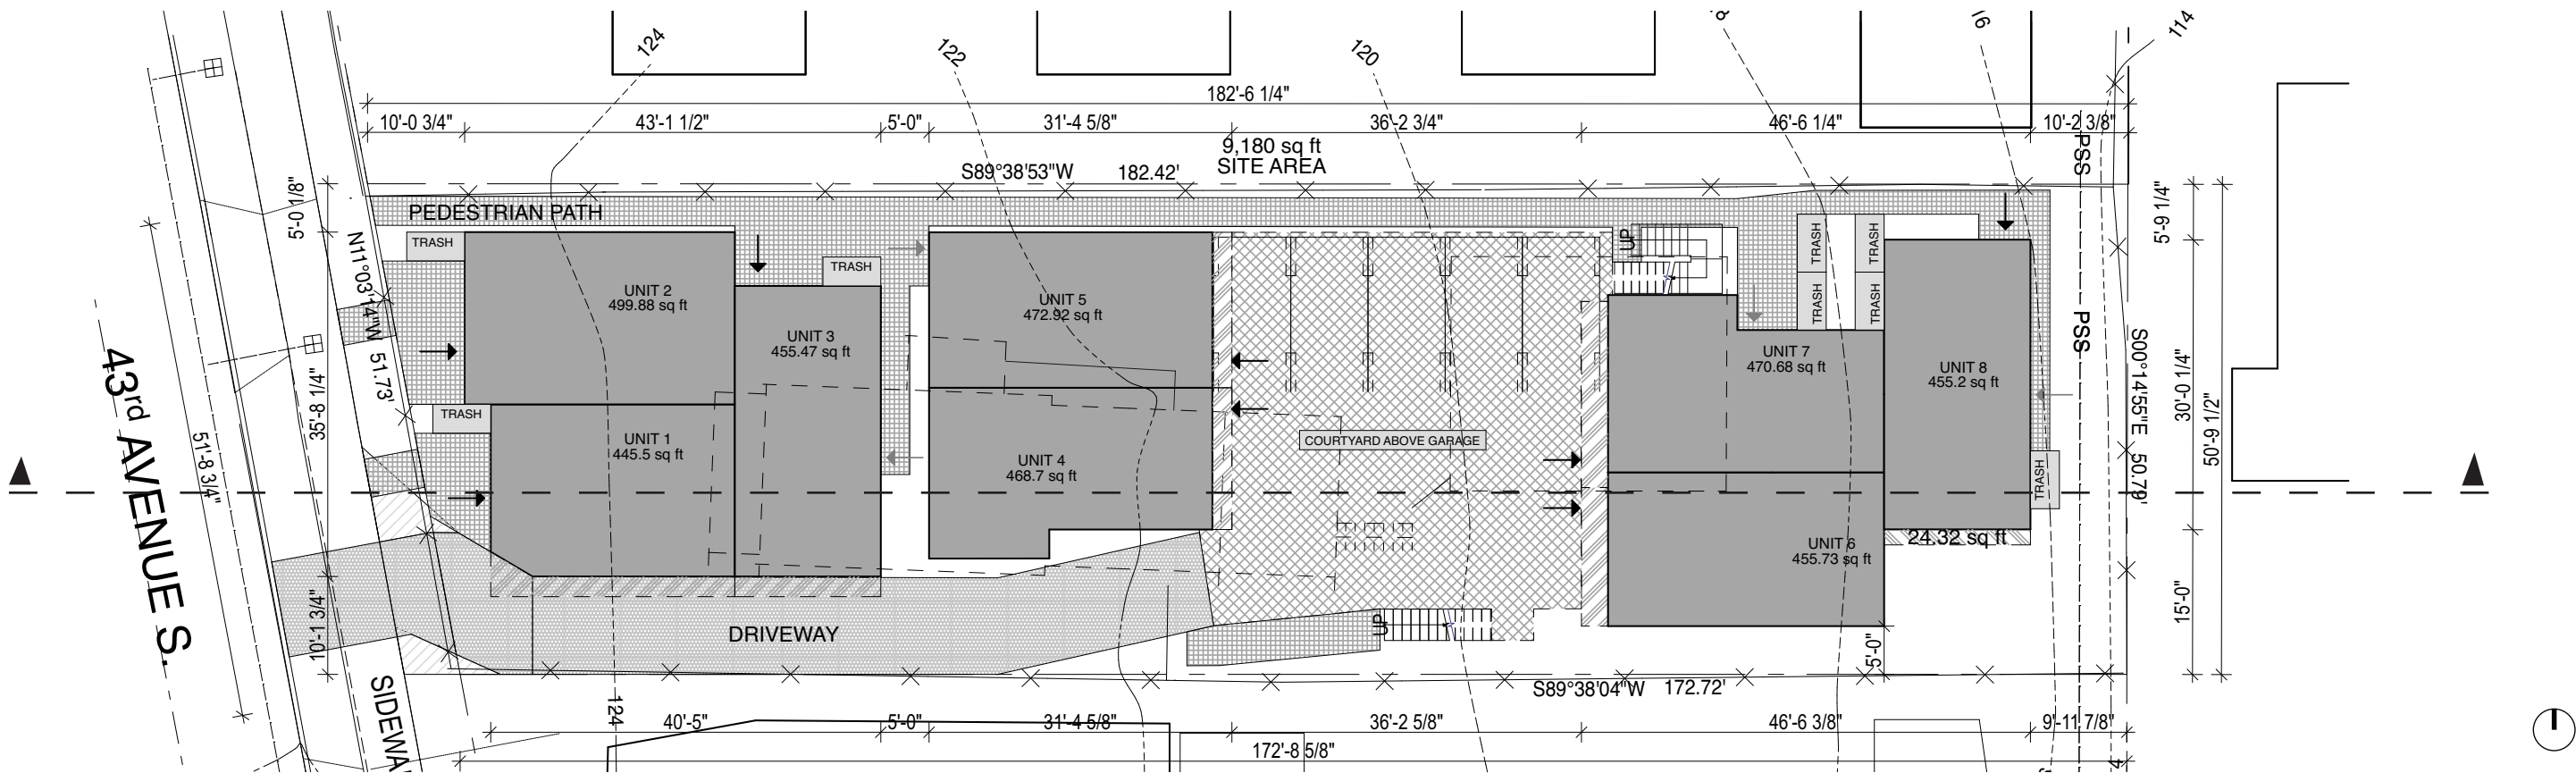 124
122
120
16
114
182'-6 1/4"
10'-0 3/4"
43'-1 1/2"
5'-0"
31'-4 5/8"
36'-2 3/4"
46'-6 1/4"
10'-2 3/8"
9,180 sq ft
SITE AREA
S89°38'53"W
182.42'
PSS
5'-0 1/8"
PEDESTRIAN PATH
5'-9 1/4"
N11°03'14"W 51.73'
TRASH
TRASH
UP
TRASH
TRASH
TRASH
TRASH
UNIT 2
499.88 sq ft
UNIT 3
455.47 sq ft
UNIT 5
472.92 sq ft
UNIT 7
470.68 sq ft
UNIT 8
455.2 sq ft
PSS
S00°14'55"E 50.79'
43rd AVENUE S.
51'-8 3/4"
35'-8 1/4"
TRASH
UNIT 1
445.5 sq ft
UNIT 4
468.7 sq ft
COURTYARD ABOVE GARAGE
TRASH
30'-0 1/4"
50'-9 1/2"
UNIT 6
455.73 sq ft
24.32 sq ft
10'-1 3/4"
DRIVEWAY
UP
5'-0"
15'-0"
S89°38'04"W
172.72'
124
40'-5"
5'-0"
31'-4 5/8"
36'-2 5/8"
46'-6 3/8"
9'-11 7/8"
172'-8 5/8"